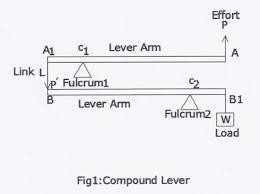 Effort
P
A1 c1 Lever Arm A
Link L Fulcrum1
P' c2
B Lever Arm B1
Fulcrum2 W
Load
Fig1:Compound Lever